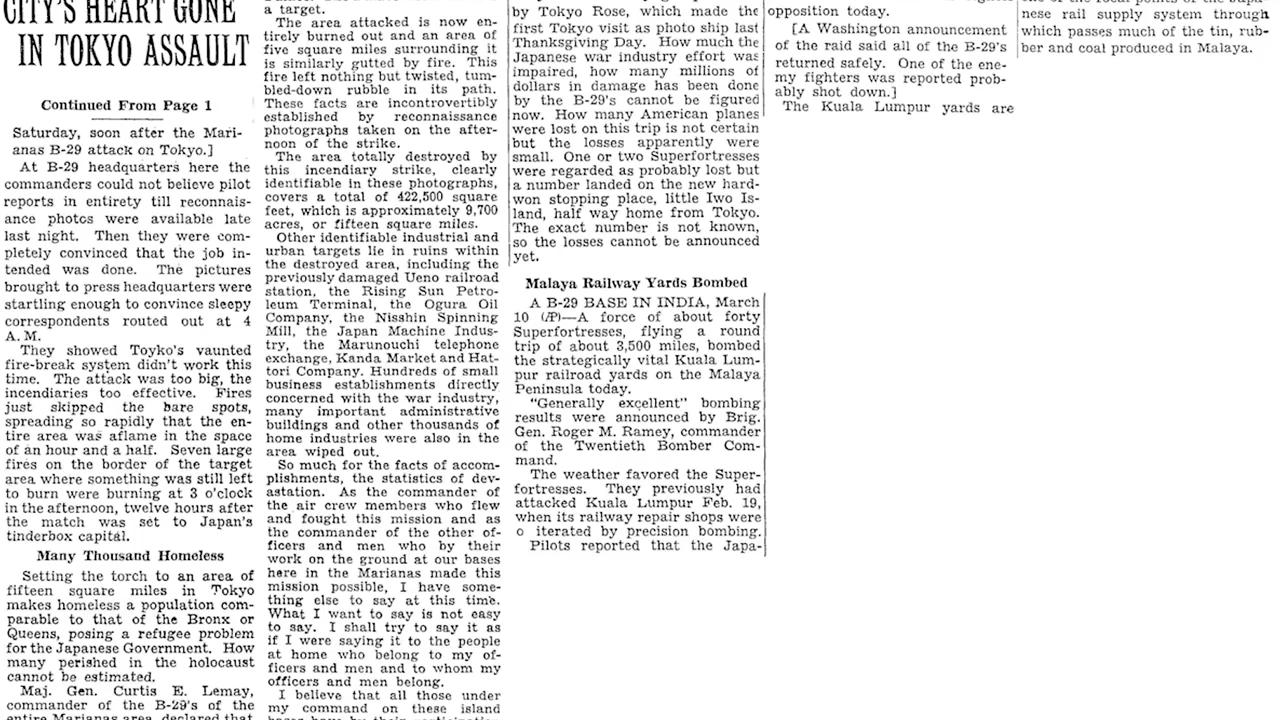 CITY'S HEART GONE
IN TOKYO ASSAULT
Continued From Page 1
Saturday, soon after the Mari-
anas B-29 attack on Tokyo.]
At B-29 headquarters here the
commanders could not believe pilot
reports in entirety till reconnais-
ance photos were available late
last night. Then they were com-
pletely convinced that the job in-
tended was done. The pictures
brought to press headquarters were
startling enough to convince sleepy
correspondents routed out at 4
A. M.
They showed Toyko's vaunted
fire-break system didn't work this
time. The attack was too big, the
incendiaries too effective. Fires
just skipped the bare spots,
spreading so rapidly that the en-
tire area was aflame in the space
of an hour and a half. Seven large
fires on the border of the target
area where something was still left
to burn were burning at 3 o'clock
in the afternoon, twelve hours after
the match was set to Japan's
tinderbox capital.
Many Thousand Homeless
Setting the torch to an area of
fifteen square miles in Tokyo
makes homeless a population com-
parable to that of the Bronx or
Queens, posing a refugee problem
for the Japanese Government. How
many perished in the holocaust
cannot be estimated.
Maj. Gen. Curtis E. Lemay,
commander of the B-29's of the
entire Marianas area, declared that
a target.
The area attacked is now en-
tirely burned out and an area of
five square miles surrounding it
is similarly gutted by fire. This
fire left nothing but twisted, tum-
bled-down rubble in its path.
These facts are incontrovertibly
established by reconnaissance
photographs taken on the after-
noon of the strike.
The area totally destroyed by
this incendiary strike, clearly
identifiable in these photographs,
covers a total of 422,500 square
feet, which is approximately 9,700
acres, or fifteen square miles.
Other identifiable industrial and
urban targets lie in ruins within
the destroyed area, including the
previously damaged Ueno railroad
station, the Rising Sun Petro-
leum Terminal, the Ogura Oil
Company, the Nisshin Spinning
Mill, the Japan Machine Indus-
try, the Marunouchi telephone
exchange, Kanda Market and Hat-
tori Company. Hundreds of small
business establishments directly
concerned with the war industry,
many important administrative
buildings and other thousands of
home industries were also in the
area wiped out.
So much for the facts of accom-
plishments, the statistics of dev-
astation. As the commander of
the air crew members who flew
and fought this mission and as
the commander of the other of-
ficers and men who by their
work on the ground at our bases
here in the Marianas made this
mission possible, I have some-
thing else to say at this time.
What I want to say is not easy
to say. I shall try to say it as
if I were saying it to the people
at home who belong to my of-
ficers and men and to whom my
officers and men belong.
I believe that all those under
my command on these island
by Tokyo Rose, which made the
first Tokyo visit as photo ship last
Thanksgiving Day. How much the
Japanese war industry effort was
impaired, how many millions of
dollars in damage has been done
by the B-29's cannot be figured
now. How many American planes
were lost on this trip is not certain
but the losses apparently were
small. One or two Superfortresses
were regarded as probably lost but
a number landed on the new hard-
won stopping place, little Iwo Is-
land, half way home from Tokyo.
The exact number is not known,
so the losses cannot be announced
yet.
Malaya Railway Yards Bombed
A B-29 BASE IN INDIA, March
10 (AP)—A force of about forty
Superfortresses, flying a round
trip of about 3,500 miles, bombed
the strategically vital Kuala Lum-
pur railroad yards on the Malaya
Peninsula today.
"Generally excellent" bombing
results were announced by Brig.
Gen. Roger M. Ramey, commander
of the Twentieth Bomber Com-
mand.
The weather favored the Super-
fortresses. They previously had
attacked Kuala Lumpur Feb. 19,
when its railway repair shops were
o iterated by precision bombing.
Pilots reported that the Japa-
opposition today.
[A Washington announcement
of the raid said all of the B-29's
returned safely. One of the ene-
my fighters was reported prob-
ably shot down.]
The Kuala Lumpur yards are
nese rail supply system through
which passes much of the tin, rub-
ber and coal produced in Malaya.